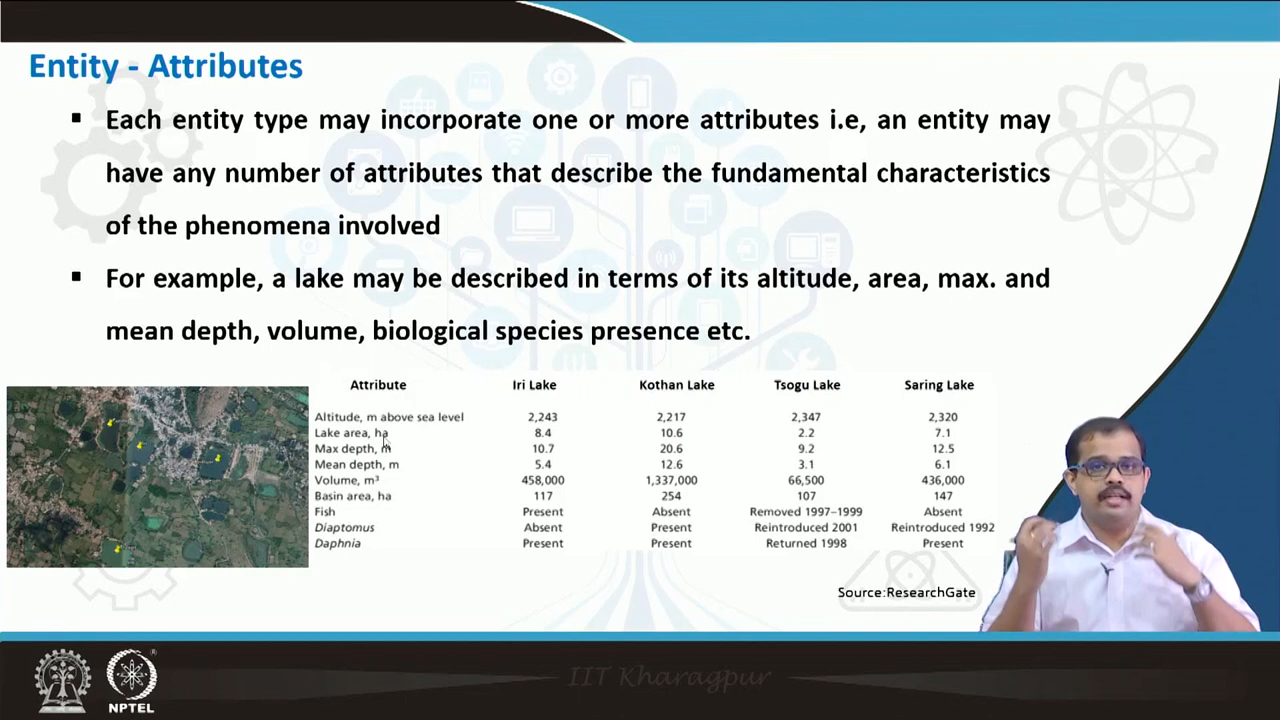 Entity - Attributes
▪ Each entity type may incorporate one or more attributes i.e, an entity may
have any number of attributes that describe the fundamental characteristics
of the phenomena involved
▪ For example, a lake may be described in terms of its altitude, area, max. and
mean depth, volume, biological species presence etc.
Attribute Iri Lake Kothan Lake Tsogu Lake Saring Lake
Altitude, m above sea level 2,243 2,217 2,347 2,320
Lake area, ha 8.4 10.6 2.2 7.1
Max depth, m 10.7 20.6 9.2 12.5
Mean depth, m 5.4 12.6 3.1 6.1
Volume, m³ 458,000 1,337,000 66,500 436,000
Basin area, ha 117 254 107 147
Fish Present Absent Removed 1997–1999 Absent
Diaptomus Absent Present Reintroduced 2001 Reintroduced 1992
Daphnia Present Present Returned 1998 Present
Source:ResearchGate
IIT Kharagpur
NPTEL